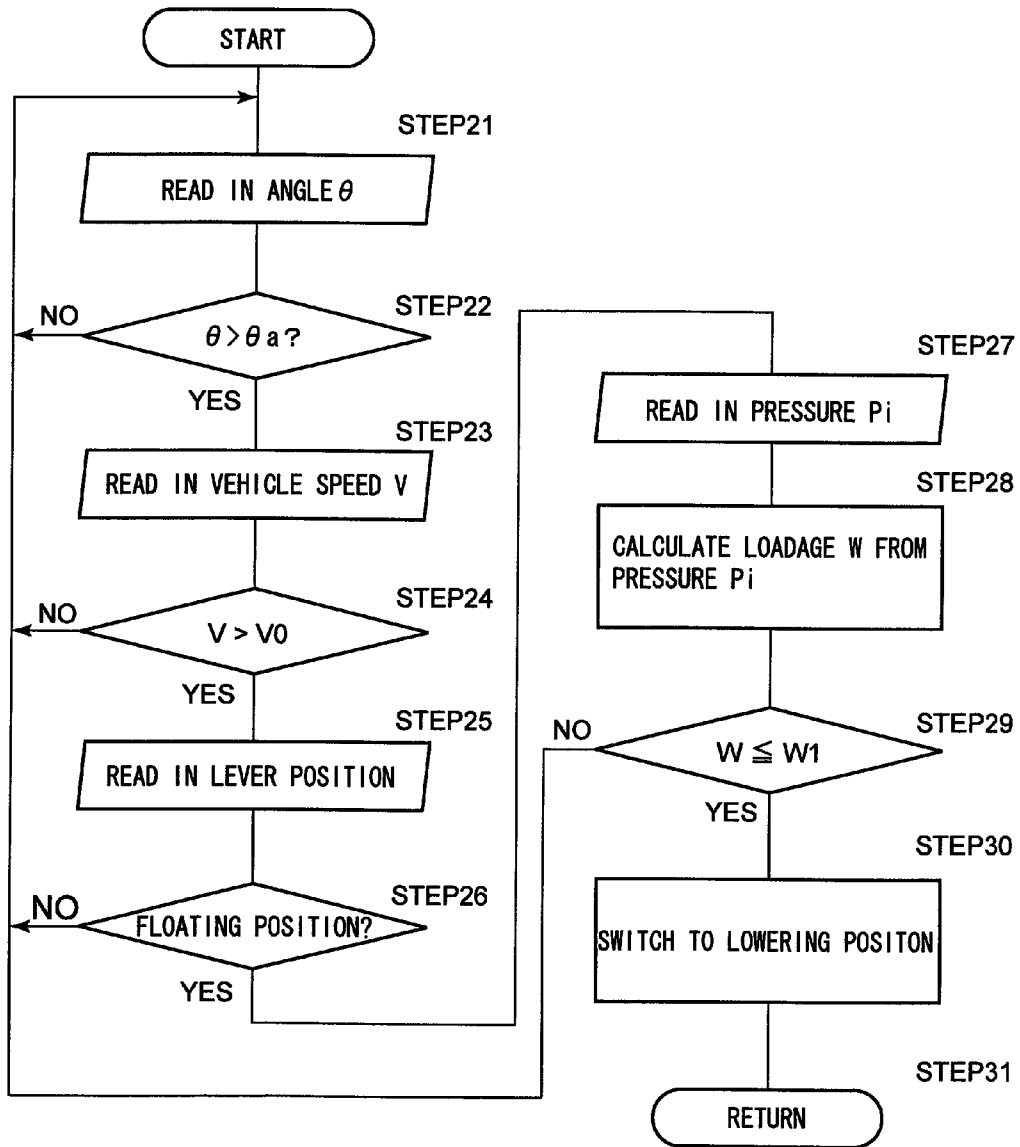 START
STEP21
READ IN ANGLE θ
STEP22
NO
θ > θ a ?
YES
STEP23
READ IN VEHICLE SPEED V
STEP24
NO
V > V0
YES
STEP25
READ IN LEVER POSITION
STEP26
NO
FLOATING POSITION?
YES
STEP27
READ IN PRESSURE Pi
STEP28
CALCULATE LOADAGE W FROM
PRESSURE Pi
STEP29
NO
W ≦ W1
YES
STEP30
SWITCH TO LOWERING POSITON
STEP31
RETURN